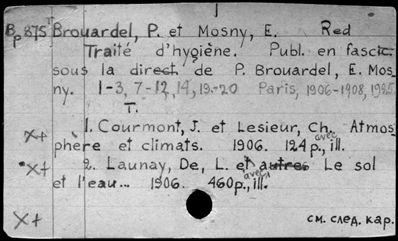 Bp 875 Brouardel, P. et Mosny, E. Red
Traité d'hygiène. Publ. en fascic.
sous la direct. de P. Brouardel, E. Mos-
ny. 1-3, 7-12, 14, 19-20 Paris, 1906-1908, 1925.
T.
1. Courmont, J. et Lesieur, Ch. Atmos-
x+ phère et climats. 1906. 124 p., avec ill.
x+ 2. Launay, De, L. et autres Le sol
et l'eau... 1906. 460 p., avec ill.
x+ см. след. кар.